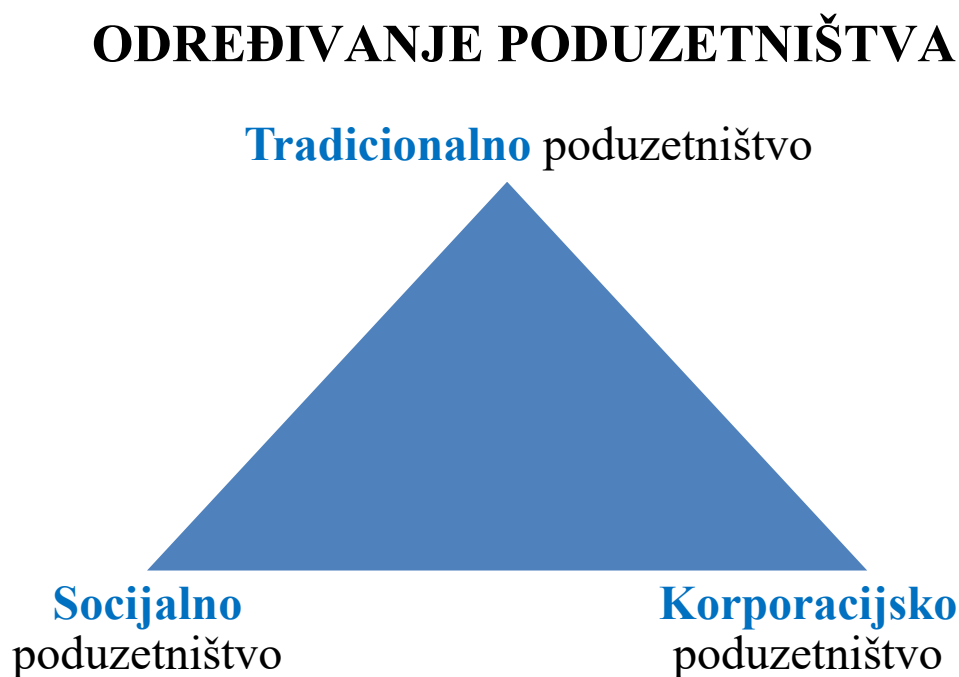 ODREĐIVANJE PODUZETNIŠTVA
Tradicionalno poduzetništvo
Socijalno
poduzetništvo
Korporacijsko
poduzetništvo